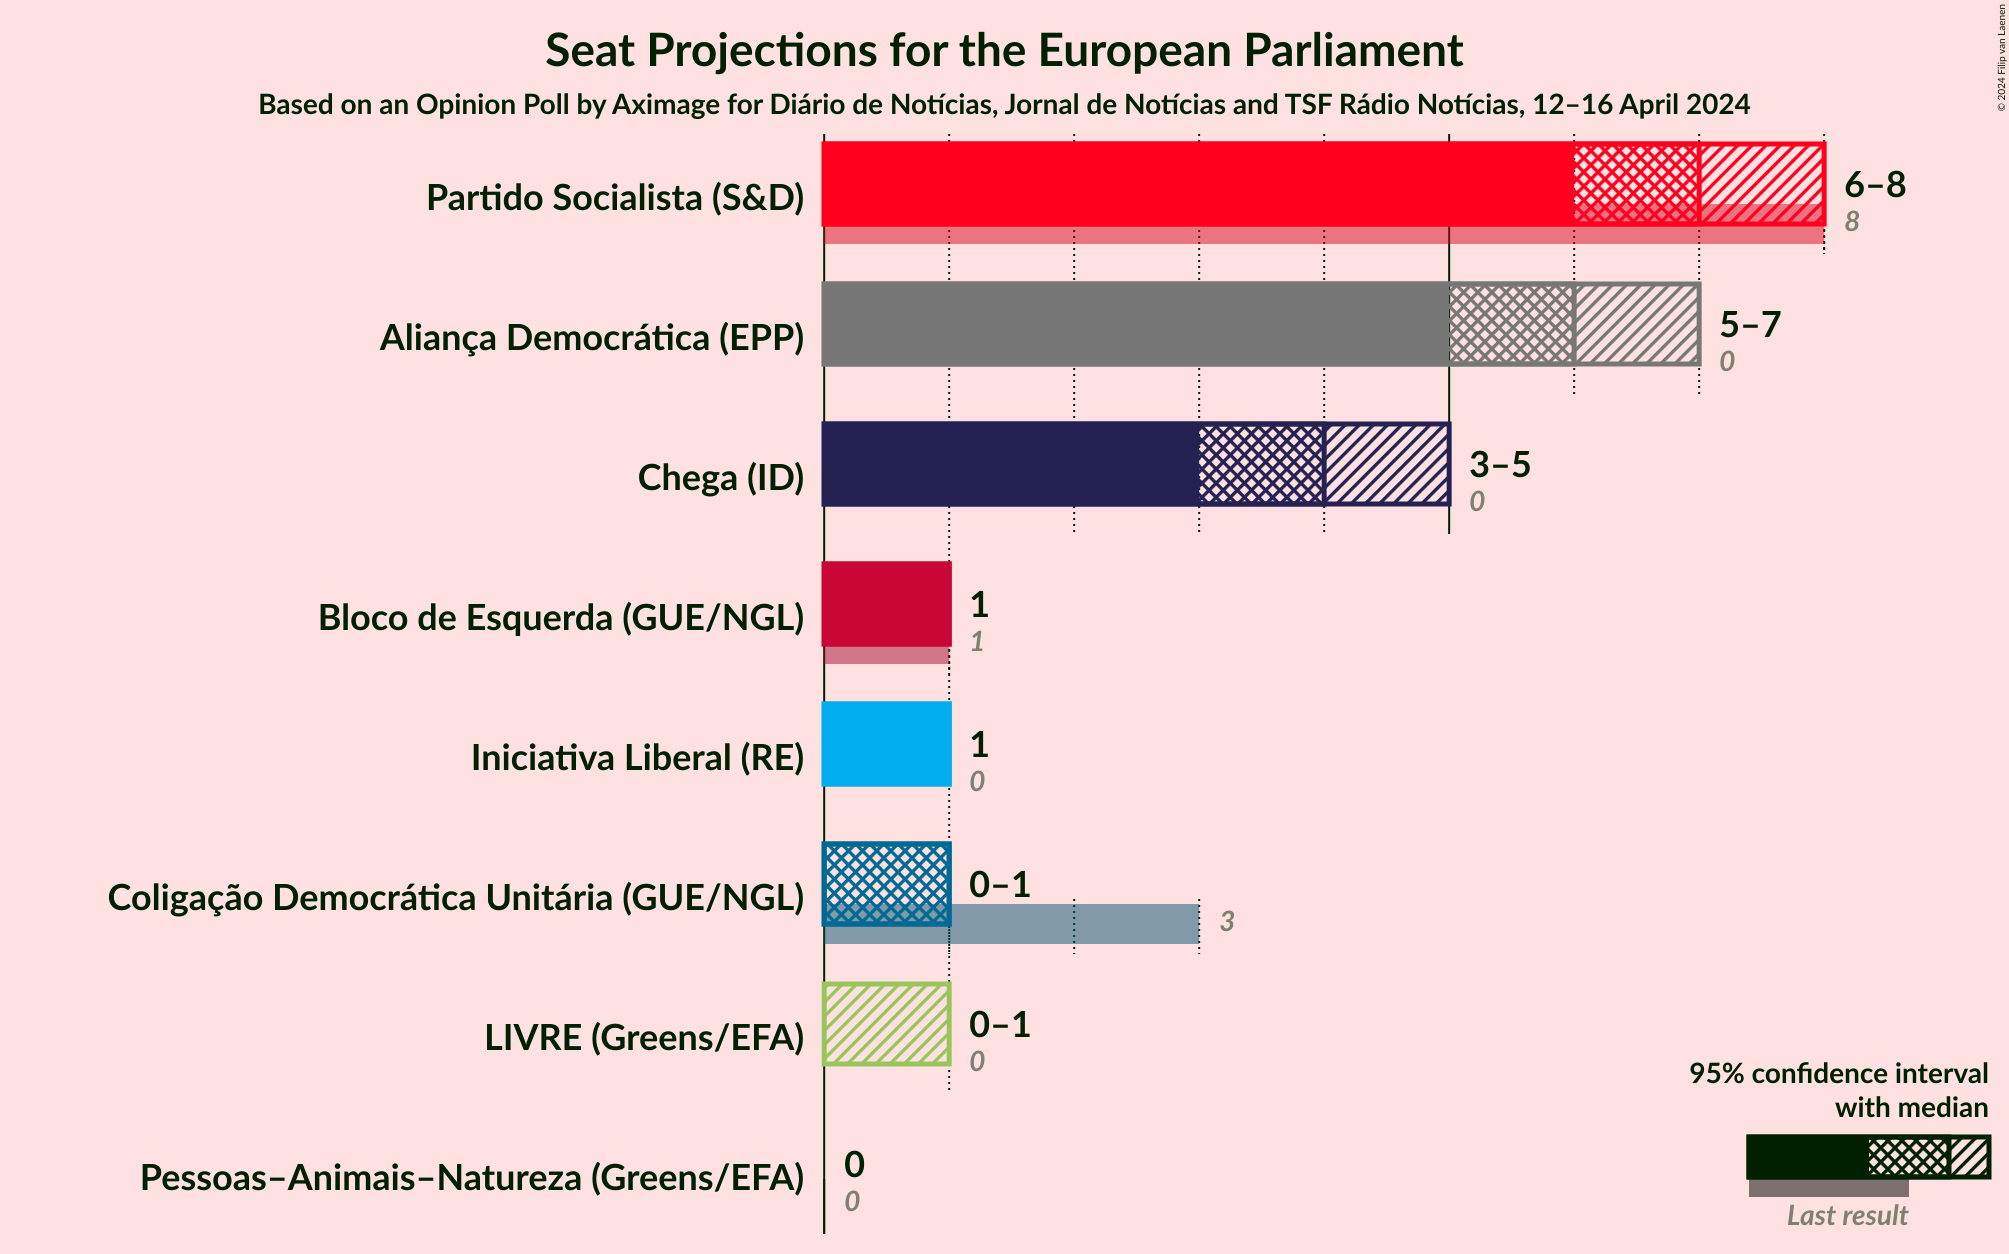 Seat Projections for the European Parliament
Based on an Opinion Poll by Aximage for Diário de Notícias, Jornal de Notícias and TSF Rádio Notícias, 12–16 April 2024
© 2024 Filip van Laenen
Partido Socialista (S&D)
6–8
8
Aliança Democrática (EPP)
5–7
0
Chega (ID)
3–5
0
Bloco de Esquerda (GUE/NGL)
1
1
Iniciativa Liberal (RE)
1
0
Coligação Democrática Unitária (GUE/NGL)
0–1
3
LIVRE (Greens/EFA)
0–1
0
Pessoas–Animais–Natureza (Greens/EFA)
0
0
95% confidence interval
with median
Last result